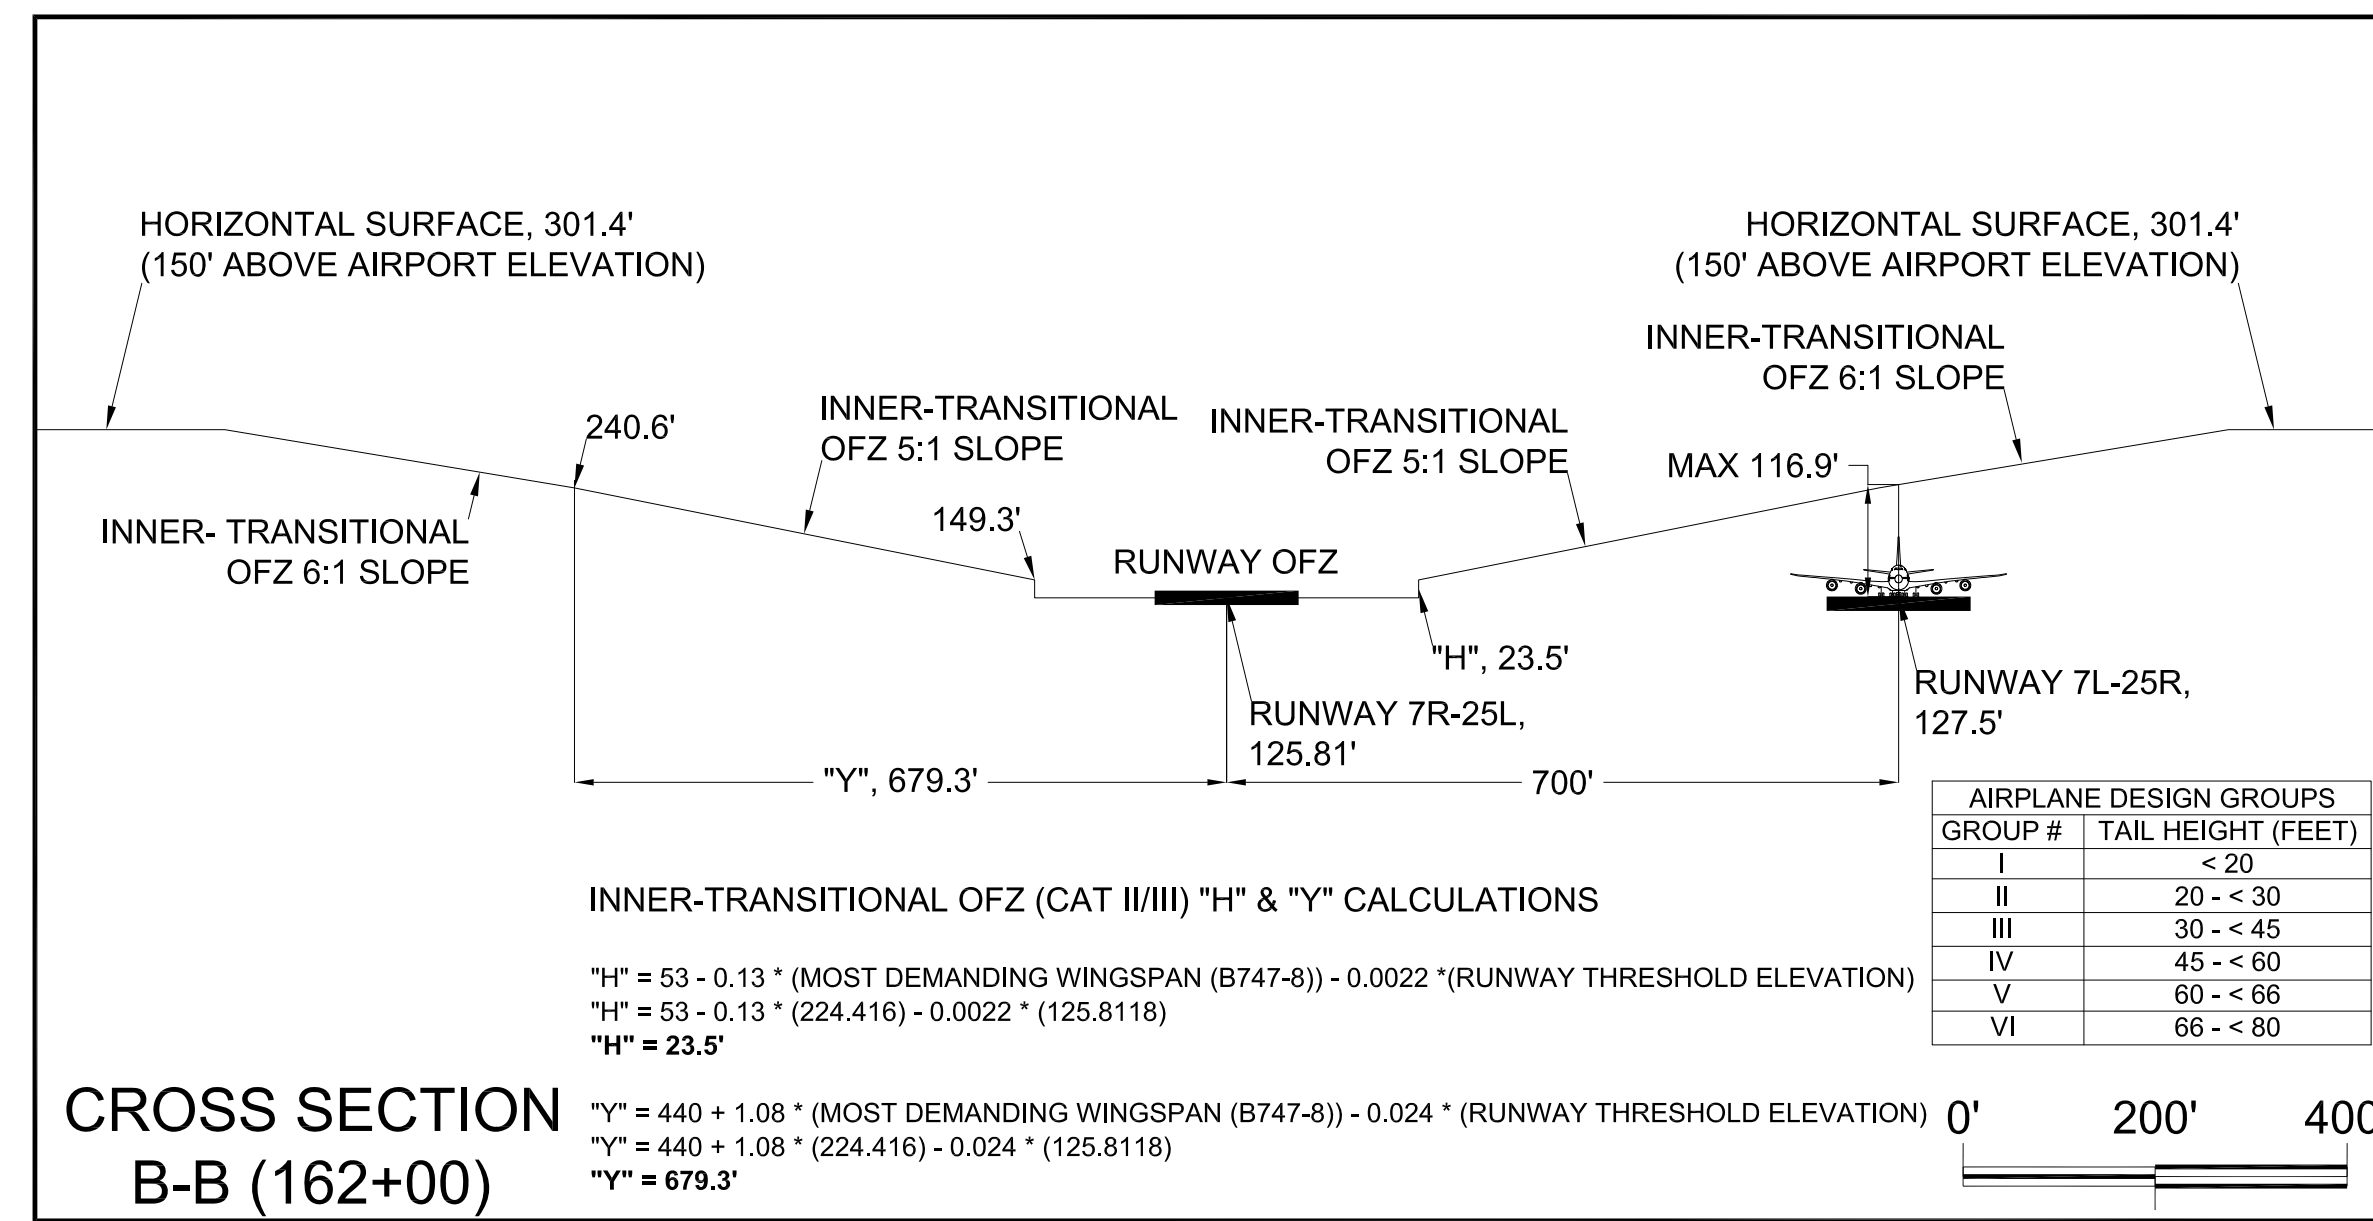 HORIZONTAL SURFACE, 301.4'
(150' ABOVE AIRPORT ELEVATION)
HORIZONTAL SURFACE, 301.4'
(150' ABOVE AIRPORT ELEVATION)
INNER-TRANSITIONAL
OFZ 6:1 SLOPE
240.6'
INNER-TRANSITIONAL
OFZ 5:1 SLOPE
INNER-TRANSITIONAL
OFZ 5:1 SLOPE
MAX 116.9'
INNER- TRANSITIONAL
OFZ 6:1 SLOPE
149.3'
RUNWAY OFZ
"H", 23.5'
RUNWAY 7R-25L,
125.81'
RUNWAY 7L-25R,
127.5'
"Y", 679.3'
700'
AIRPLANE DESIGN GROUPS
GROUP # TAIL HEIGHT (FEET)
I < 20
II 20 - < 30
III 30 - < 45
IV 45 - < 60
V 60 - < 66
VI 66 - < 80
INNER-TRANSITIONAL OFZ (CAT II/III) "H" & "Y" CALCULATIONS
"H" = 53 - 0.13 * (MOST DEMANDING WINGSPAN (B747-8)) - 0.0022 *(RUNWAY THRESHOLD ELEVATION)
"H" = 53 - 0.13 * (224.416) - 0.0022 * (125.8118)
"H" = 23.5'
"Y" = 440 + 1.08 * (MOST DEMANDING WINGSPAN (B747-8)) - 0.024 * (RUNWAY THRESHOLD ELEVATION)
"Y" = 440 + 1.08 * (224.416) - 0.024 * (125.8118)
"Y" = 679.3'
CROSS SECTION
B-B (162+00)
0' 200' 400